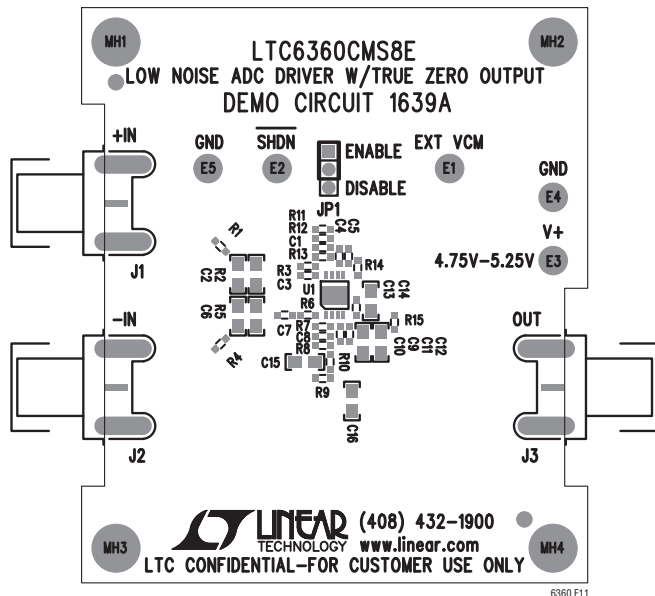 MH1
MH2
LTC6360CMS8E
LOW NOISE ADC DRIVER W/TRUE ZERO OUTPUT
DEMO CIRCUIT 1639A
+IN
GND
SHDN
ENABLE
EXT VCM
E5
E2
E1
GND
DISABLE
E4
JP1
V+
4.75V–5.25V
E3
J1
R1
R11
R12
C1
R13
C4
C5
R2
C2
R3
C3
U1
R14
R6
C13
C14
–IN
R5
C6
C7
R7
C8
R8
R15
OUT
R4
C15
R10
C10
C9
C11
C12
R9
C16
J2
J3
MH3
LINEAR
TECHNOLOGY
(408) 432-1900
www.linear.com
MH4
LTC CONFIDENTIAL–FOR CUSTOMER USE ONLY
6360 F11